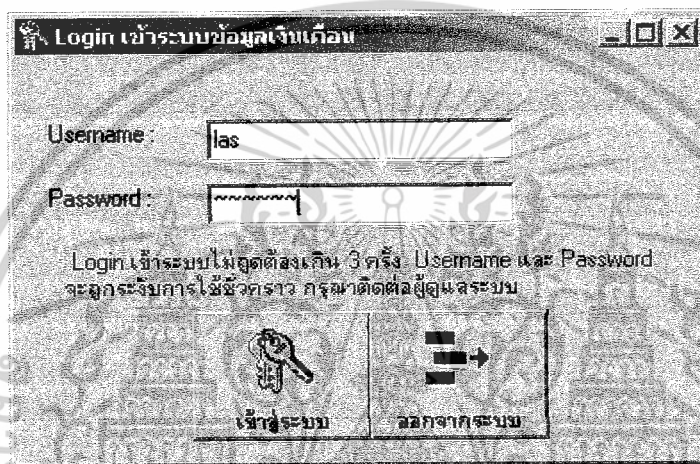 Login เข้าระบบข้อมูลเงินเดือน
Username : las
Password : ~~~~~~~~
Login เข้าระบบไม่ถูกต้องเกิน 3 ครั้ง Username และ Password
จะถูกระงับการใช้ชั่วคราว กรุณาติดต่อผู้ดูแลระบบ
เข้าสู่ระบบ
ออกจากระบบ